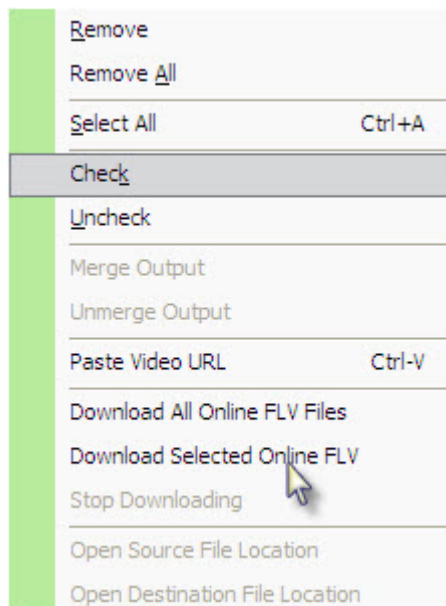 Remove
Remove All
Select All Ctrl+A
Check
Uncheck
Merge Output
Unmerge Output
Paste Video URL Ctrl-V
Download All Online FLV Files
Download Selected Online FLV
Stop Downloading
Open Source File Location
Open Destination File Location